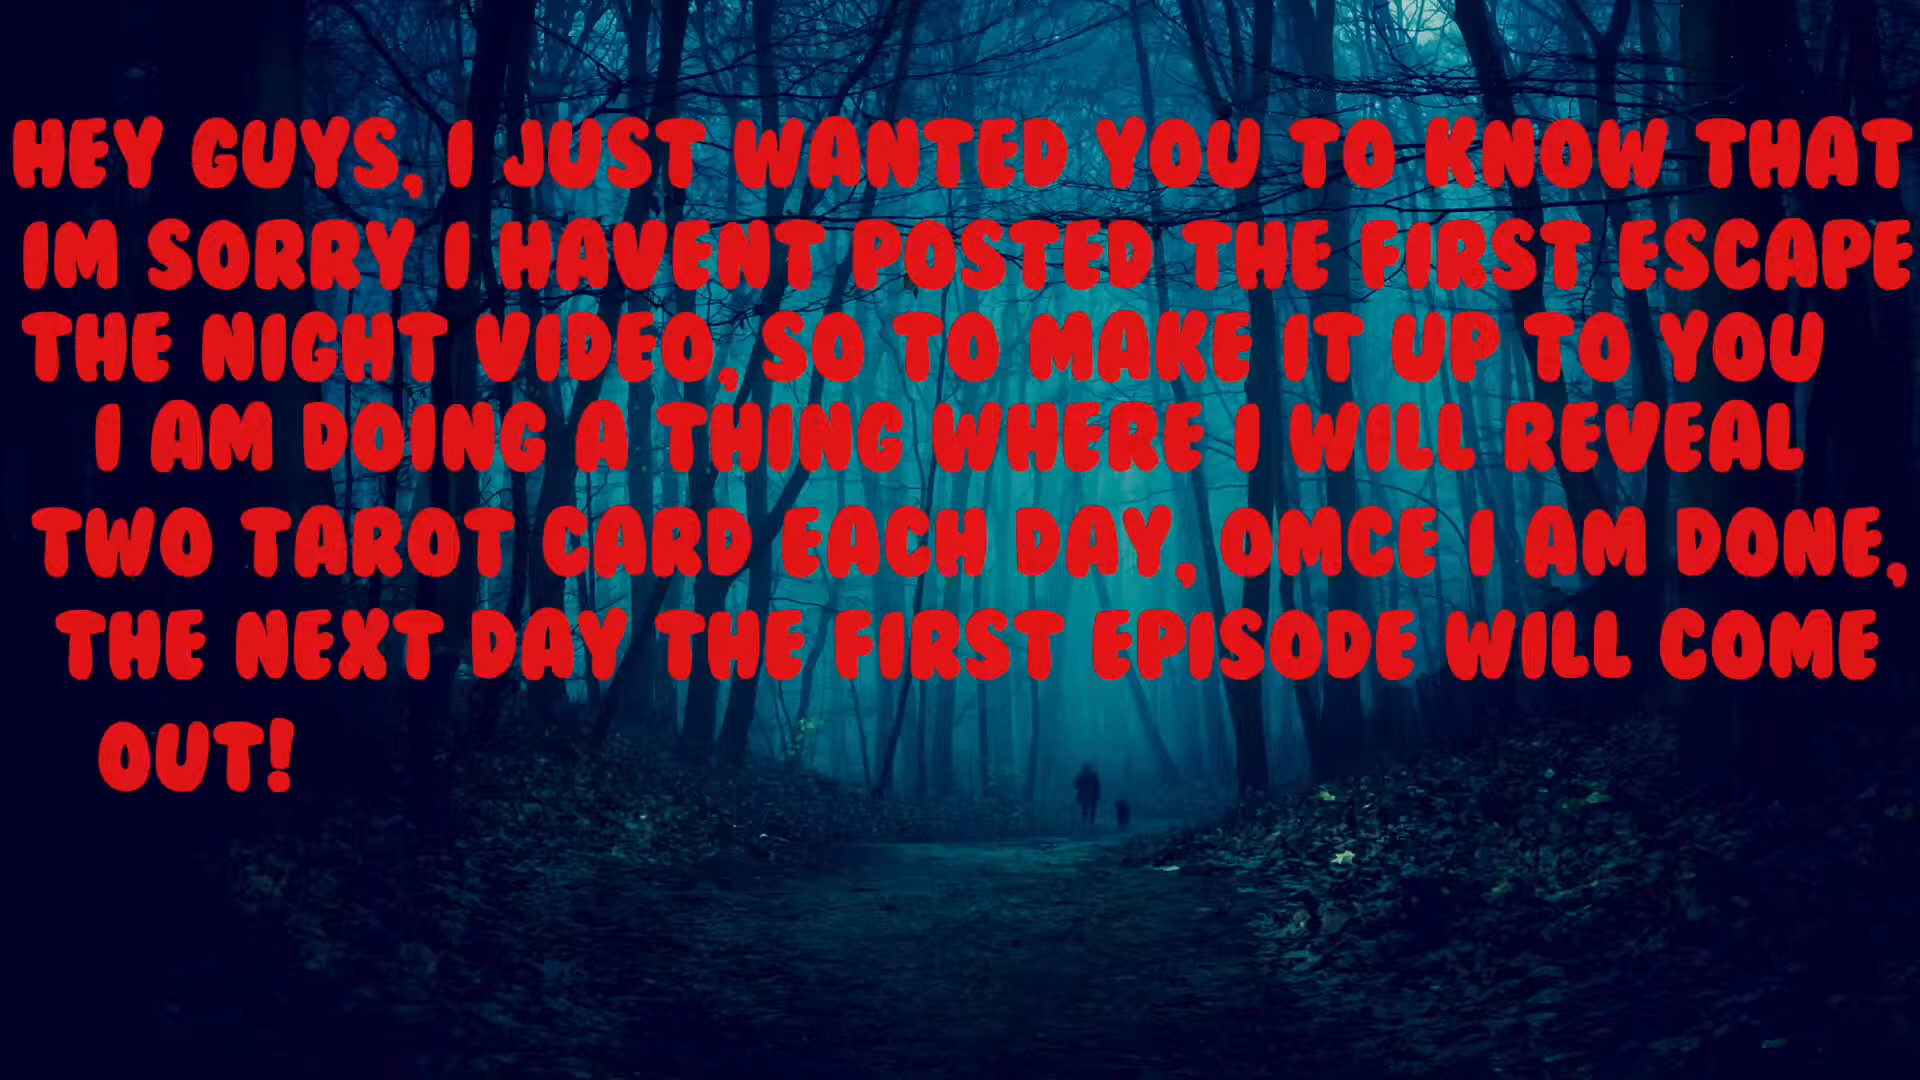 HEY GUYS, I JUST WANTED YOU TO KNOW THAT
IM SORRY I HAVENT POSTED THE FIRST ESCAPE
THE NIGHT VIDEO, SO TO MAKE IT UP TO YOU
I AM DOING A THING WHERE I WILL REVEAL
TWO TAROT CARD EACH DAY, OMCE I AM DONE,
THE NEXT DAY THE FIRST EPISODE WILL COME
OUT!